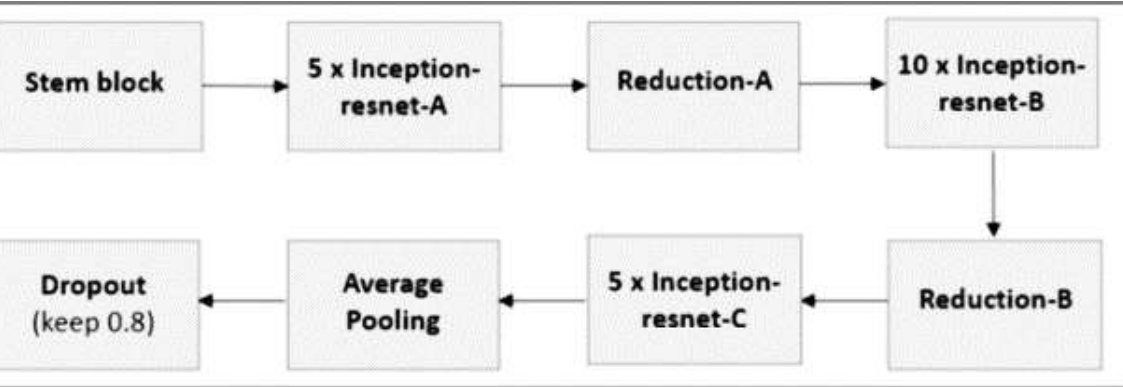 Stem block
5 x Inception-
resnet-A
Reduction-A
10 x Inception-
resnet-B
Reduction-B
5 x Inception-
resnet-C
Average
Pooling
Dropout
(keep 0.8)